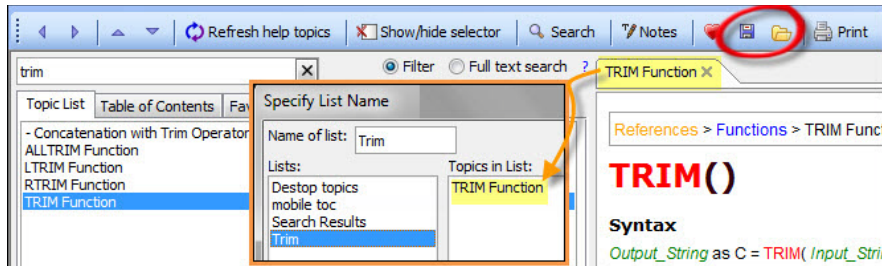 Refresh help topics Show/hide selector Search Notes Print
trim Filter Full text search ? TRIM Function
Topic List Table of Contents Fav
- Concatenation with Trim Operator
ALLTRIM Function
LTRIM Function
RTRIM Function
TRIM Function
Specify List Name
Name of list: Trim
Lists: Topics in List:
Destop topics TRIM Function
mobile toc
Search Results
Trim
References > Functions > TRIM Func
TRIM()
Syntax
Output_String as C = TRIM( Input_Stri